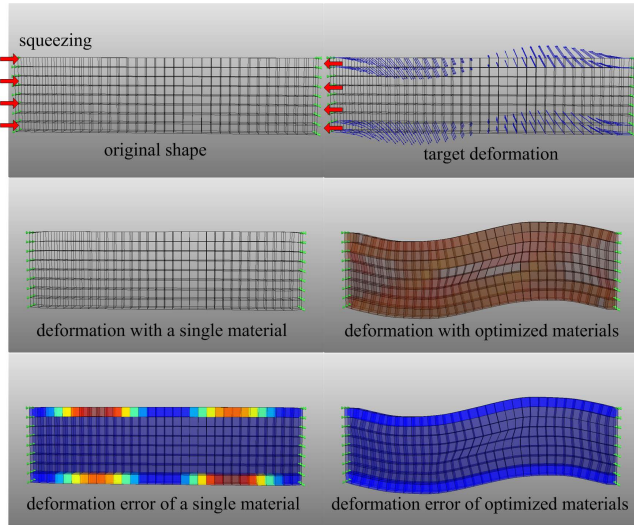 squeezing
original shape
target deformation
deformation with a single material
deformation with optimized materials
deformation error of a single material
deformation error of optimized materials